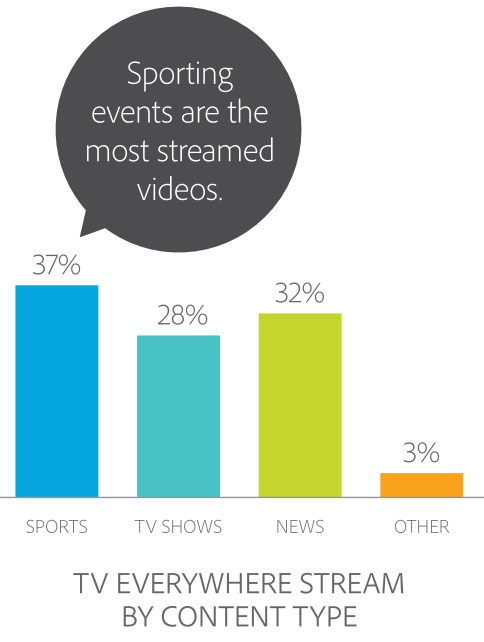 Sporting
events are the
most streamed
videos.
37%
28%
32%
3%
SPORTS
TV SHOWS
NEWS
OTHER
TV EVERYWHERE STREAM
BY CONTENT TYPE